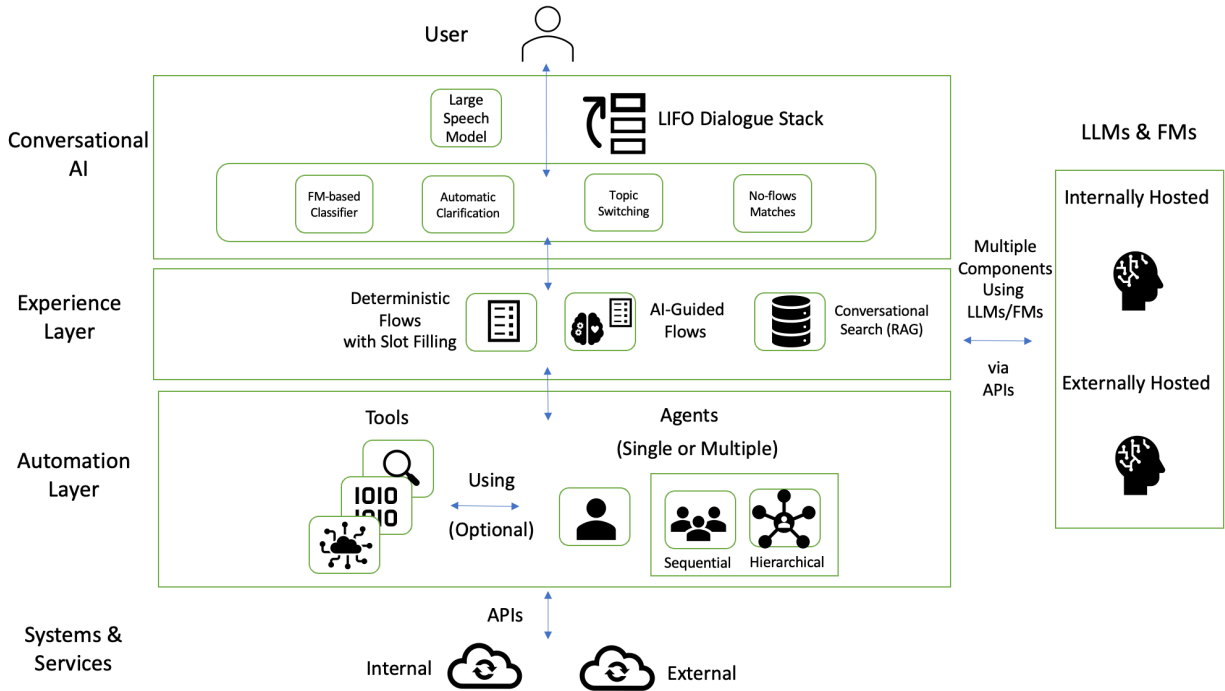 User
Conversational
AI
Large
Speech
Model
LIFO Dialogue Stack
FM-based
Classifier
Automatic
Clarification
Topic
Switching
No-flows
Matches
Experience
Layer
Deterministic
Flows
with Slot Filling
AI-Guided
Flows
Conversational
Search (RAG)
Automation
Layer
Tools
IOIO
IOIO
Using
(Optional)
Agents
(Single or Multiple)
Sequential
Hierarchical
Systems &
Services
APIs
Internal
External
Multiple
Components
Using
LLMs/FMs
via
APIs
LLMs & FMs
Internally Hosted
Externally Hosted